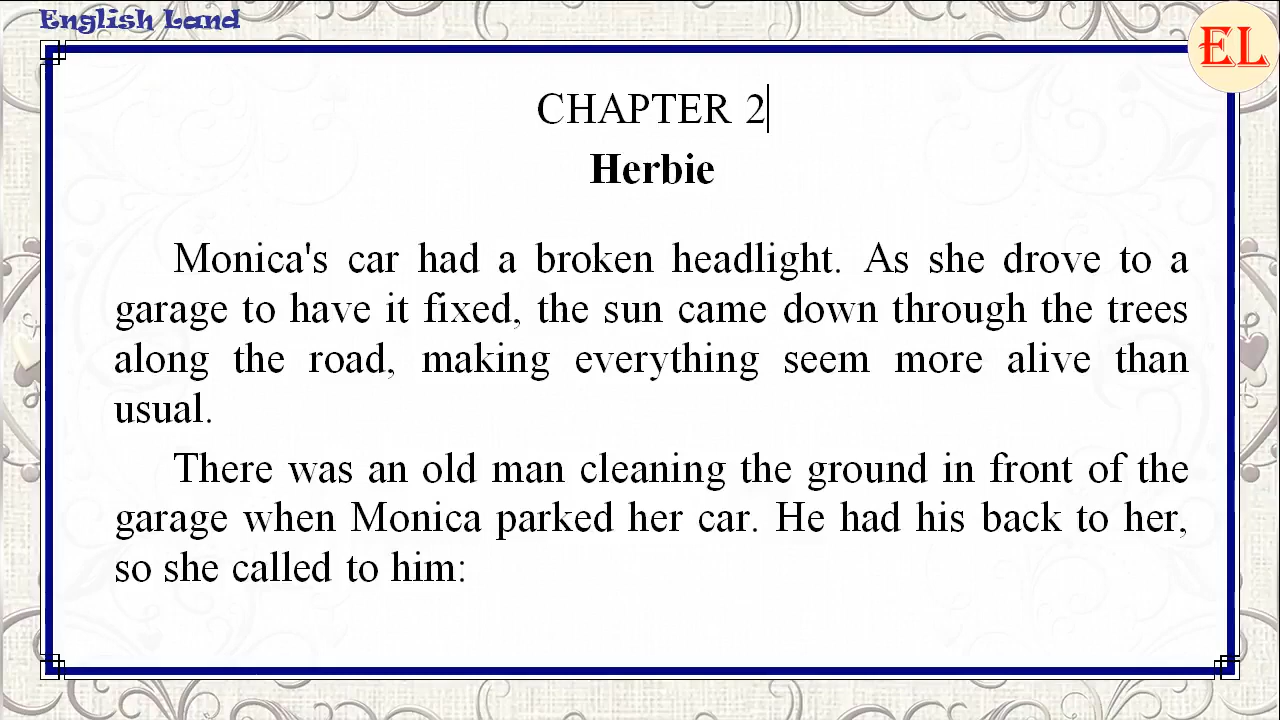 English Land
EL
CHAPTER 2
Herbie
Monica's car had a broken headlight. As she drove to a
garage to have it fixed, the sun came down through the trees
along the road, making everything seem more alive than
usual.
There was an old man cleaning the ground in front of the
garage when Monica parked her car. He had his back to her,
so she called to him: